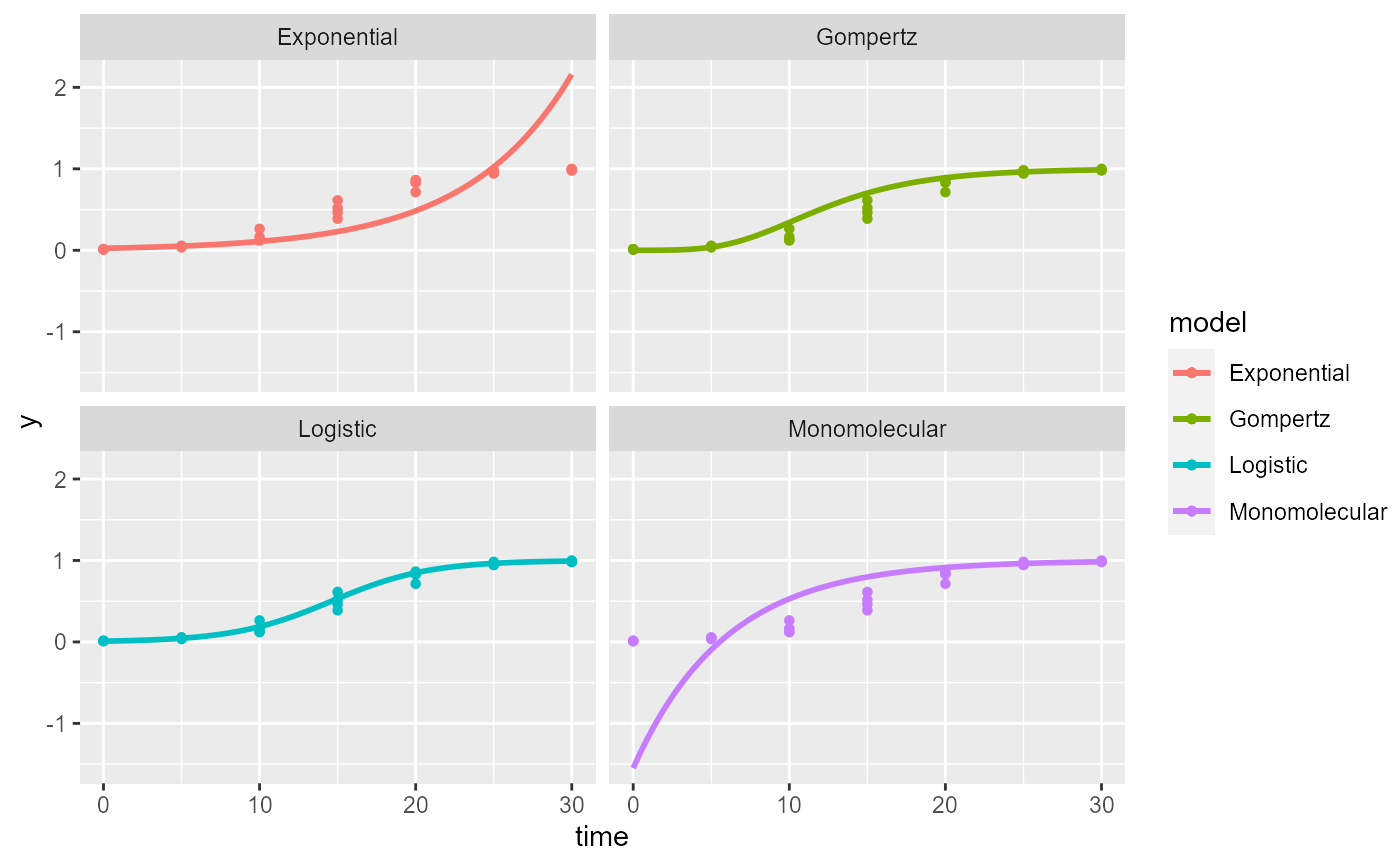 Exponential
Gompertz
2
1
0
-1
y
Logistic
Monomolecular
2
1
0
-1
0 10 20 30 0 10 20 30
time
model
Exponential
Gompertz
Logistic
Monomolecular